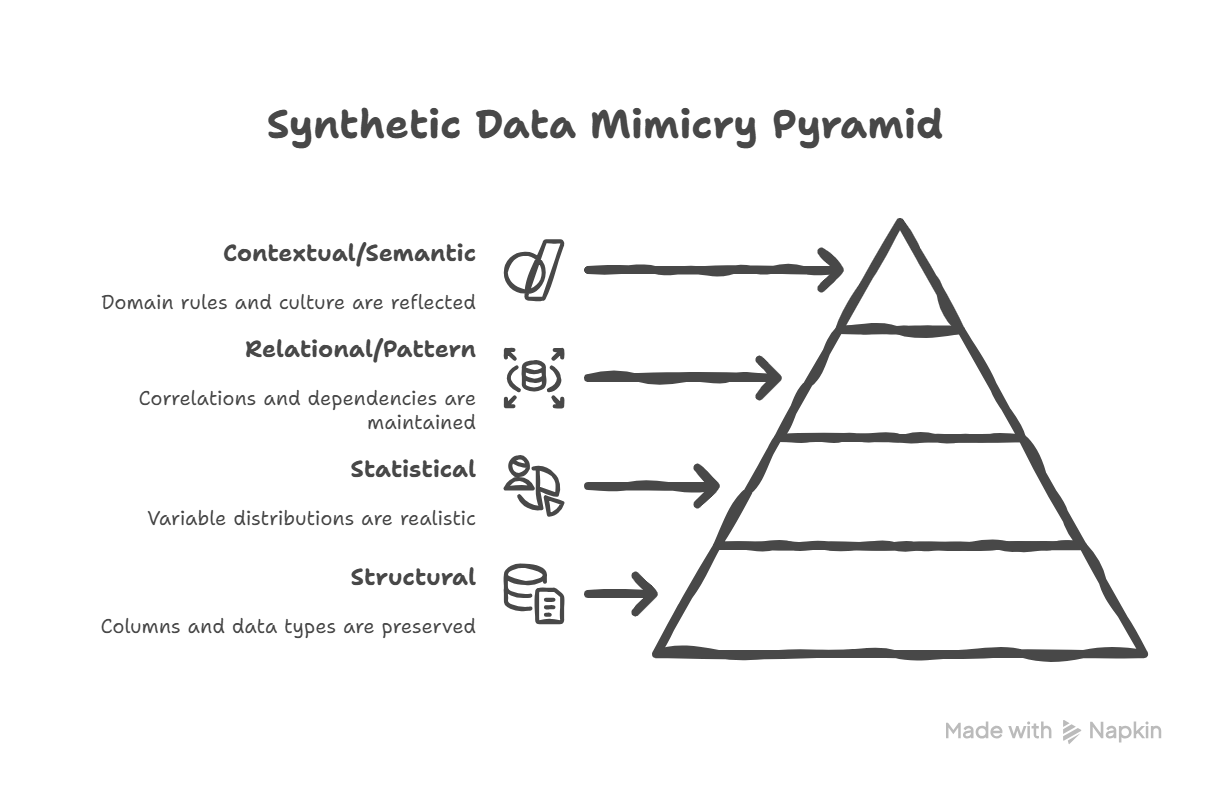 Synthetic Data Mimicry Pyramid
Contextual/Semantic
Domain rules and culture are reflected
Relational/Pattern
Correlations and dependencies are
maintained
Statistical
Variable distributions are realistic
Structural
Columns and data types are preserved
Made with Napkin